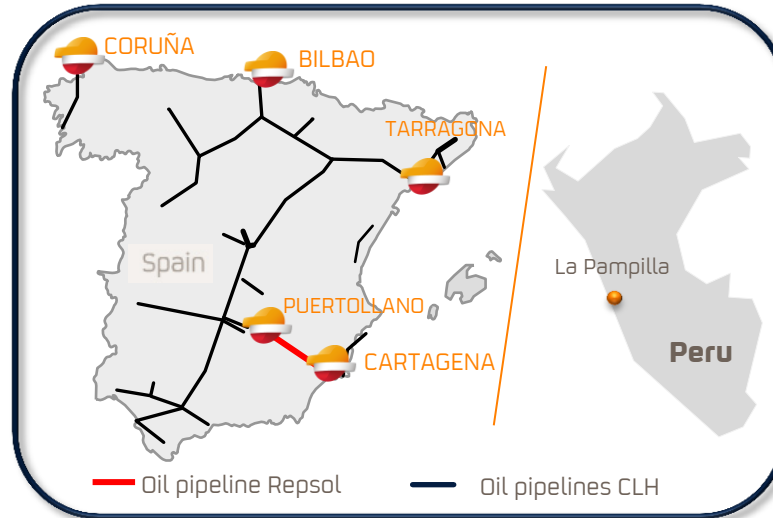 CORUÑA
BILBAO
TARRAGONA
Spain
La Pampilla
PUERTOLLANO
Peru
CARTAGENA
Oil pipeline Repsol
Oil pipelines CLH